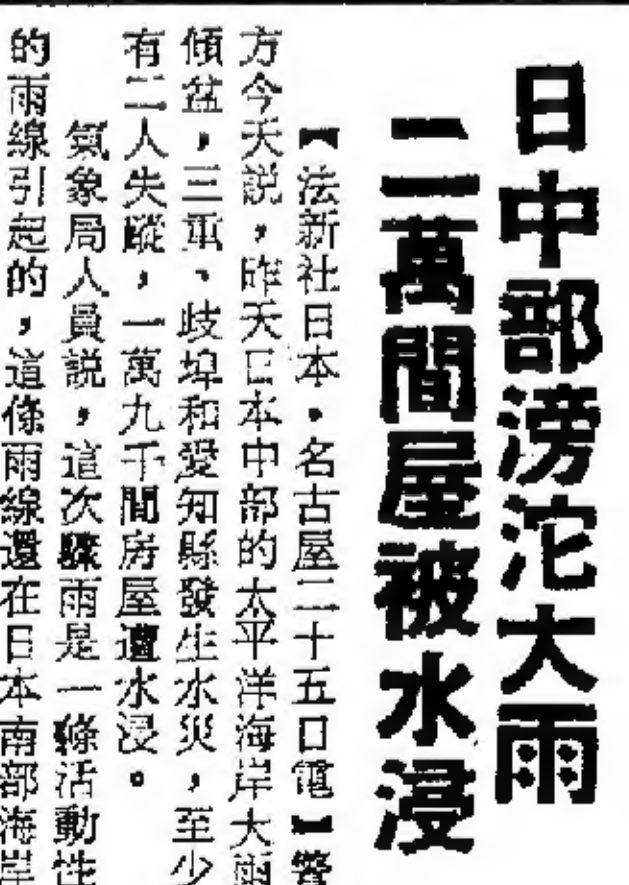 日中部滂沱大雨
二萬間屋被水浸
【法新社日本・名古屋二十五日電】警
方今天説，昨天日本中部的太平洋海岸大雨
傾盆，三重、歧埠和愛知縣發生水災，至少
有二人失蹤，一萬九千間房屋遭水浸。
氣象局人員説，這次驟雨是一條活動性
的雨線引起的，這條雨線還在日本南部海岸